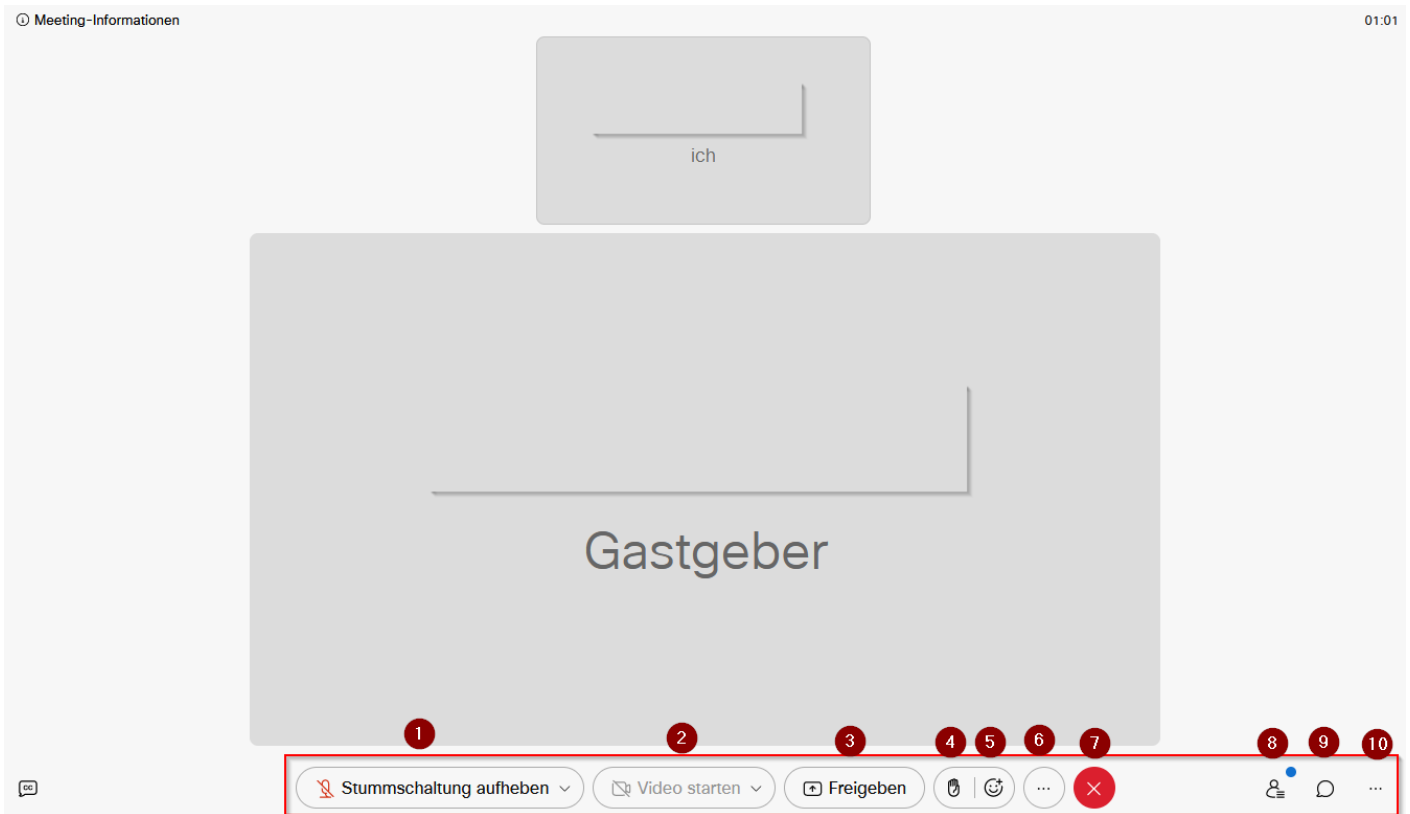 Meeting-Informationen 01:01
ich
Gastgeber
1 2 3 4 5 6 7 8 9 10
CC Stummschaltung aufheben Video starten Freigeben